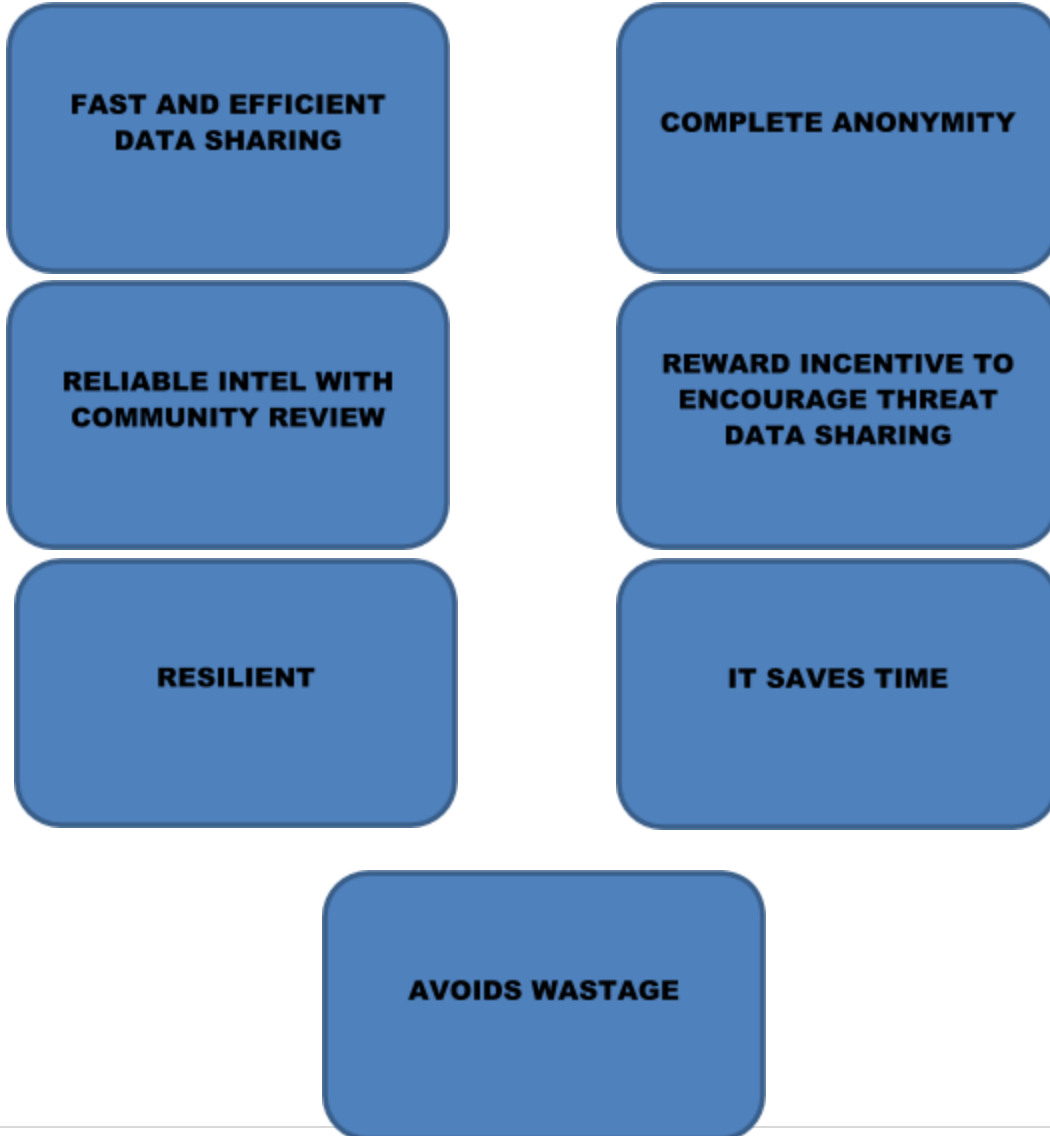 FAST AND EFFICIENT
DATA SHARING
COMPLETE ANONYMITY
RELIABLE INTEL WITH
COMMUNITY REVIEW
REWARD INCENTIVE TO
ENCOURAGE THREAT
DATA SHARING
RESILIENT
IT SAVES TIME
AVOIDS WASTAGE